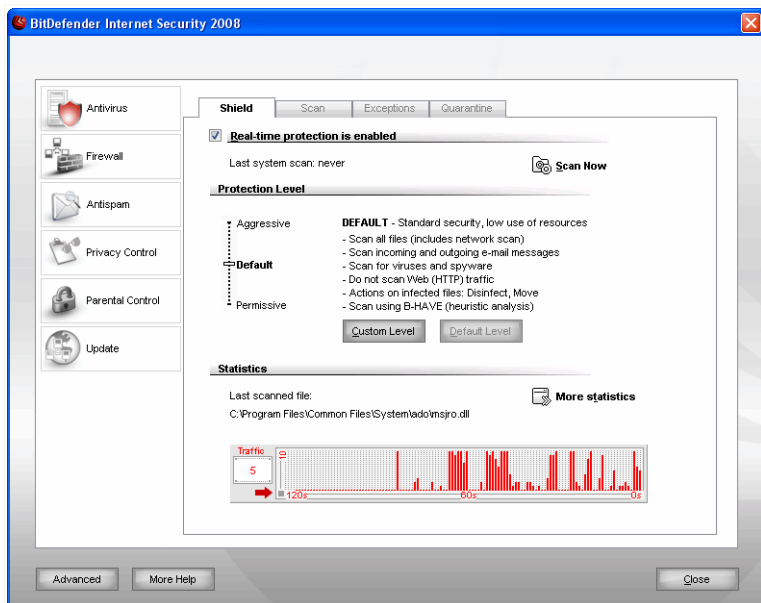 BitDefender Internet Security 2008
Antivirus
Firewall
Antispam
Privacy Control
Parental Control
Update
Shield
Scan
Exceptions
Quarantine
Real-time protection is enabled
Last system scan: never
Scan Now
Protection Level
Aggressive
Default
Permissive
DEFAULT - Standard security, low use of resources
- Scan all files (includes network scan)
- Scan incoming and outgoing e-mail messages
- Scan for viruses and spyware
- Do not scan Web (HTTP) traffic
- Actions on infected files: Disinfect, Move
- Scan using B-HAVE (heuristic analysis)
Custom Level
Default Level
Statistics
Last scanned file:
More statistics
C:\Program Files\Common Files\System\ado\msjro.dll
Traffic
5
10
120s
60s
0s
Advanced
More Help
Close